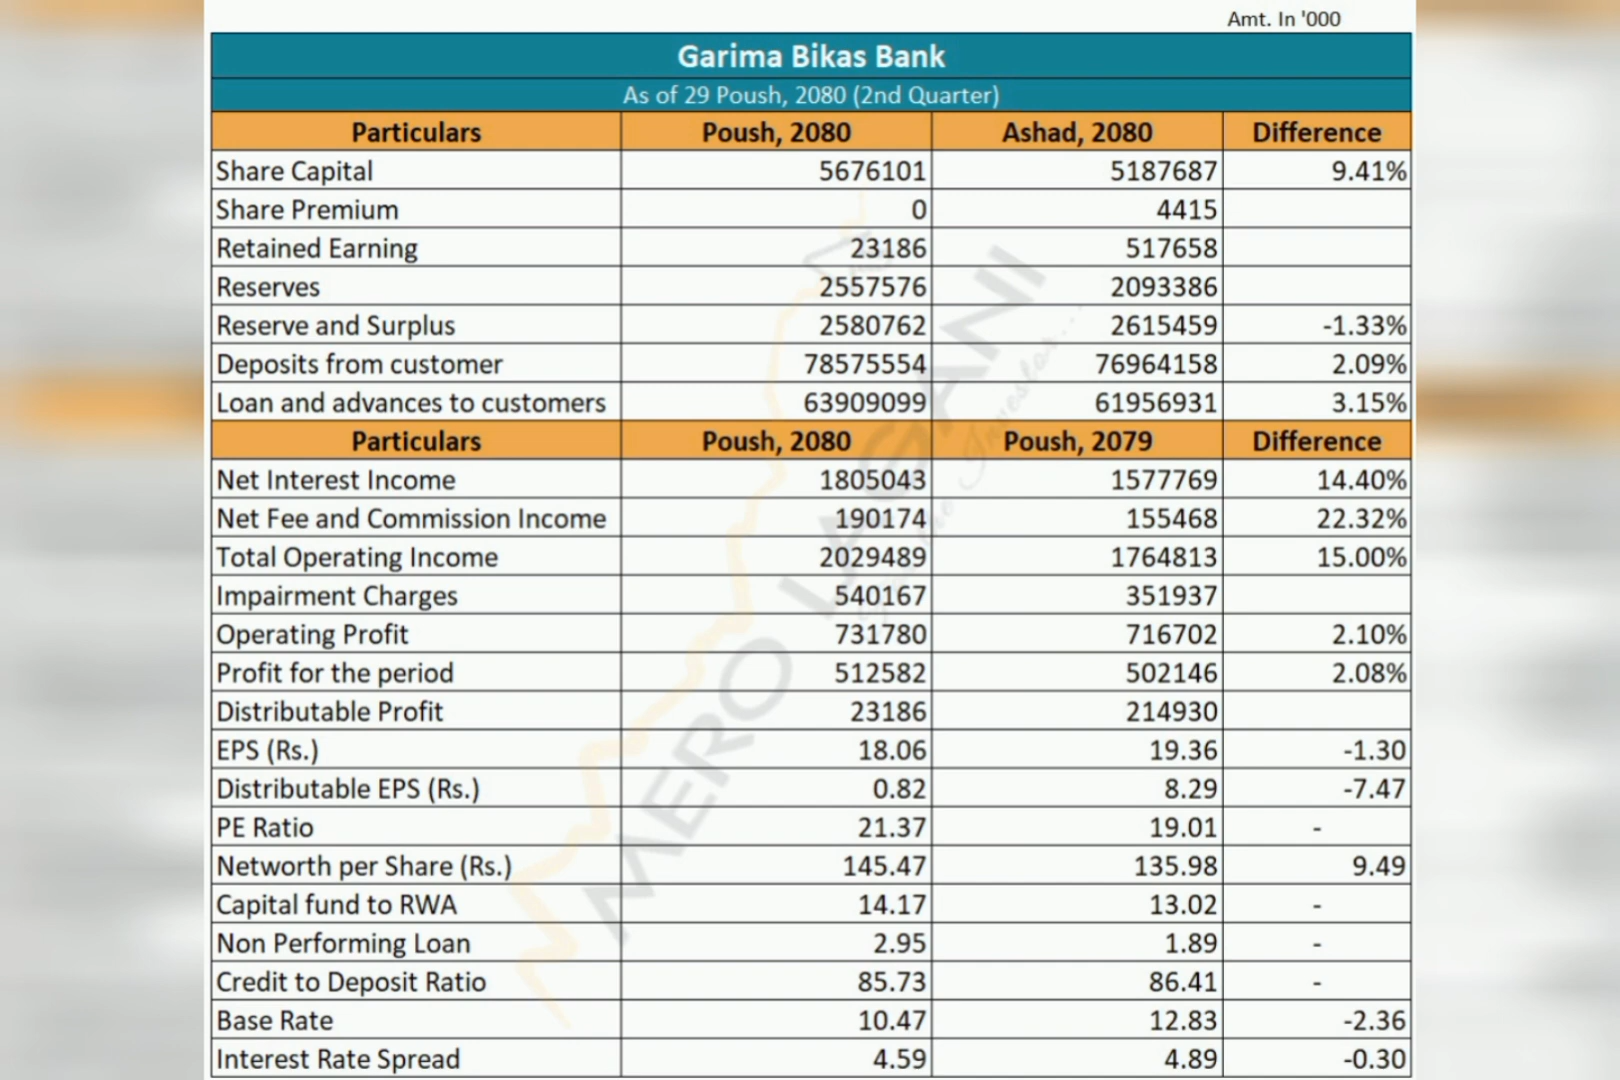 Amt. In '000
Garima Bikas Bank
As of 29 Poush, 2080 (2nd Quarter)
Particulars Poush, 2080 Ashad, 2080 Difference
Share Capital 5676101 5187687 9.41%
Share Premium 0 4415
Retained Earning 23186 517658
Reserves 2557576 2093386
Reserve and Surplus 2580762 2615459 -1.33%
Deposits from customer 78575554 76964158 2.09%
Loan and advances to customers 63909099 61956931 3.15%
Particulars Poush, 2080 Poush, 2079 Difference
Net Interest Income 1805043 1577769 14.40%
Net Fee and Commission Income 190174 155468 22.32%
Total Operating Income 2029489 1764813 15.00%
Impairment Charges 540167 351937
Operating Profit 731780 716702 2.10%
Profit for the period 512582 502146 2.08%
Distributable Profit 23186 214930
EPS (Rs.) 18.06 19.36 -1.30
Distributable EPS (Rs.) 0.82 8.29 -7.47
PE Ratio 21.37 19.01 -
Networth per Share (Rs.) 145.47 135.98 9.49
Capital fund to RWA 14.17 13.02 -
Non Performing Loan 2.95 1.89 -
Credit to Deposit Ratio 85.73 86.41 -
Base Rate 10.47 12.83 -2.36
Interest Rate Spread 4.59 4.89 -0.30
MERO LAGANI